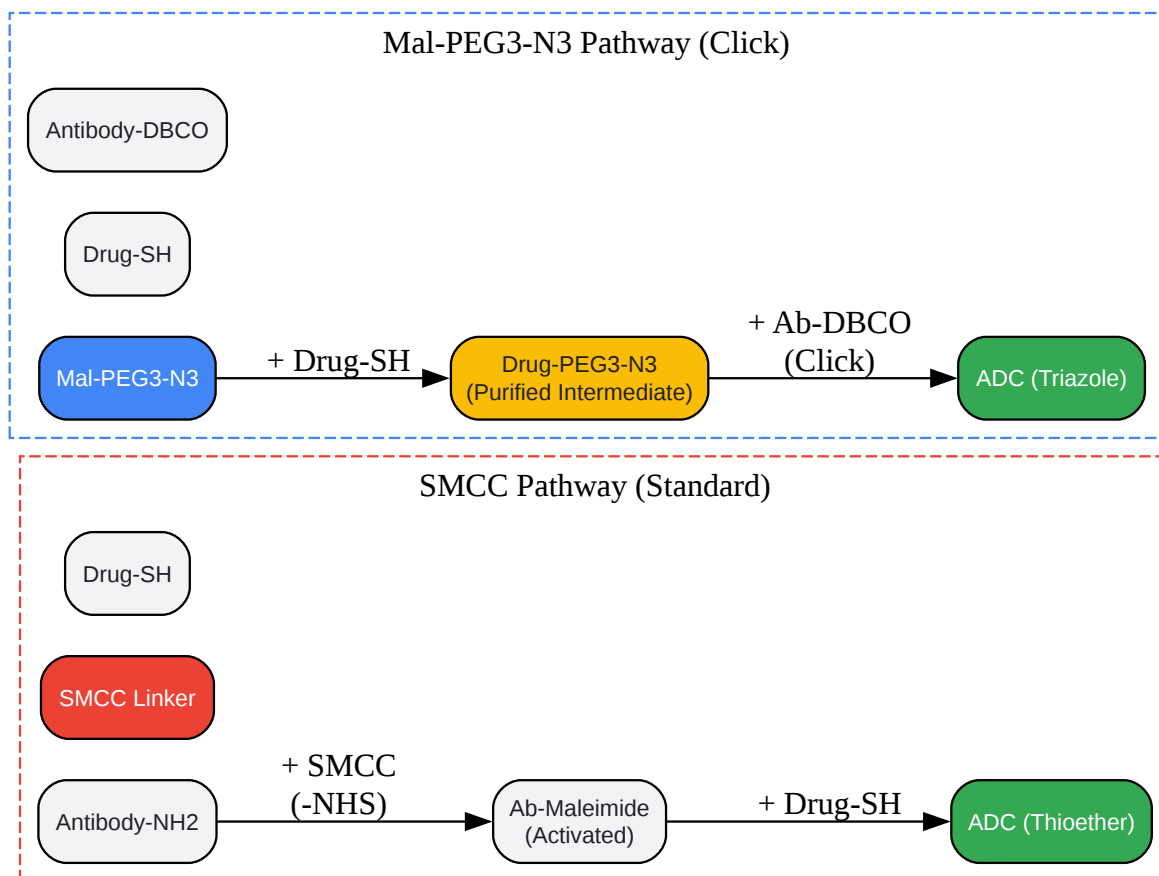 Mal-PEG3-N3 Pathway (Click)
Antibody-DBCO
Drug-SH
Mal-PEG3-N3
+ Drug-SH
Drug-PEG3-N3
(Purified Intermediate)
+ Ab-DBCO
(Click)
ADC (Triazole)
SMCC Pathway (Standard)
Drug-SH
SMCC Linker
Antibody-NH2
+ SMCC
(-NHS)
Ab-Maleimide
(Activated)
+ Drug-SH
ADC (Thioether)